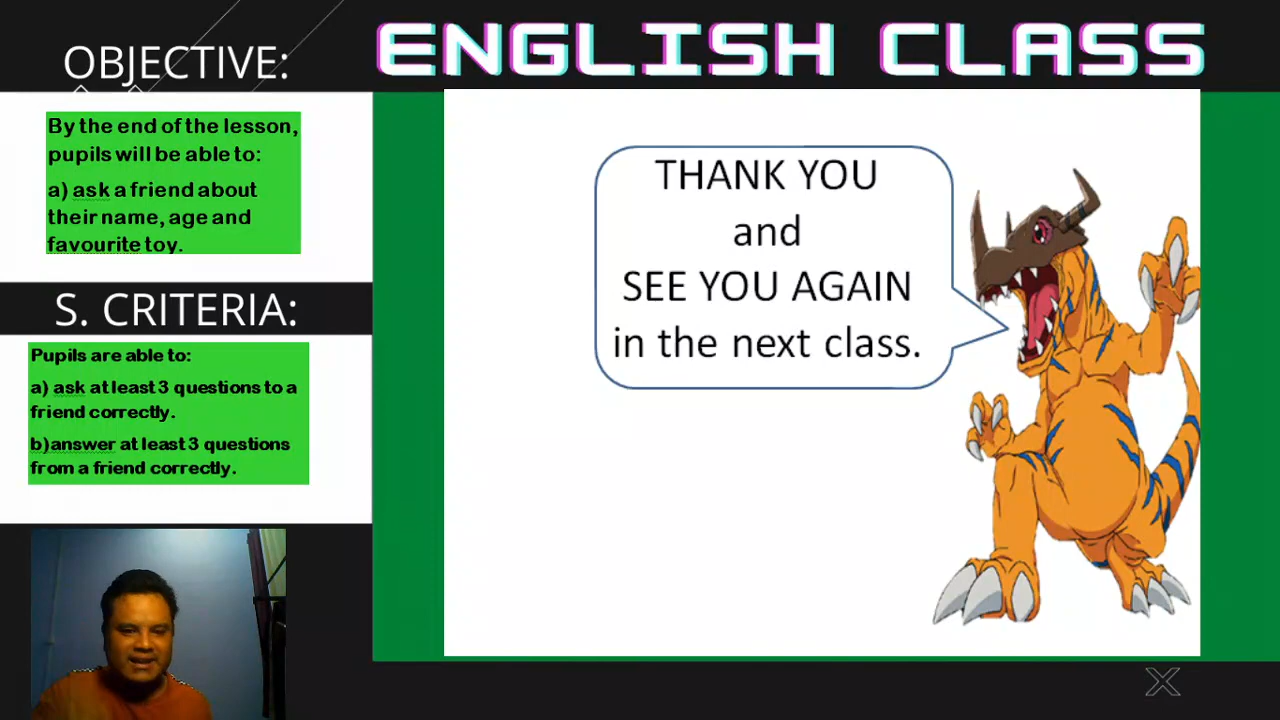 OBJECTIVE:
ENGLISH CLASS
By the end of the lesson,
pupils will be able to:
a) ask a friend about
their name, age and
favourite toy.
S. CRITERIA:
Pupils are able to:
a) ask at least 3 questions to a
friend correctly.
b)answer at least 3 questions
from a friend correctly.
THANK YOU
and
SEE YOU AGAIN
in the next class.